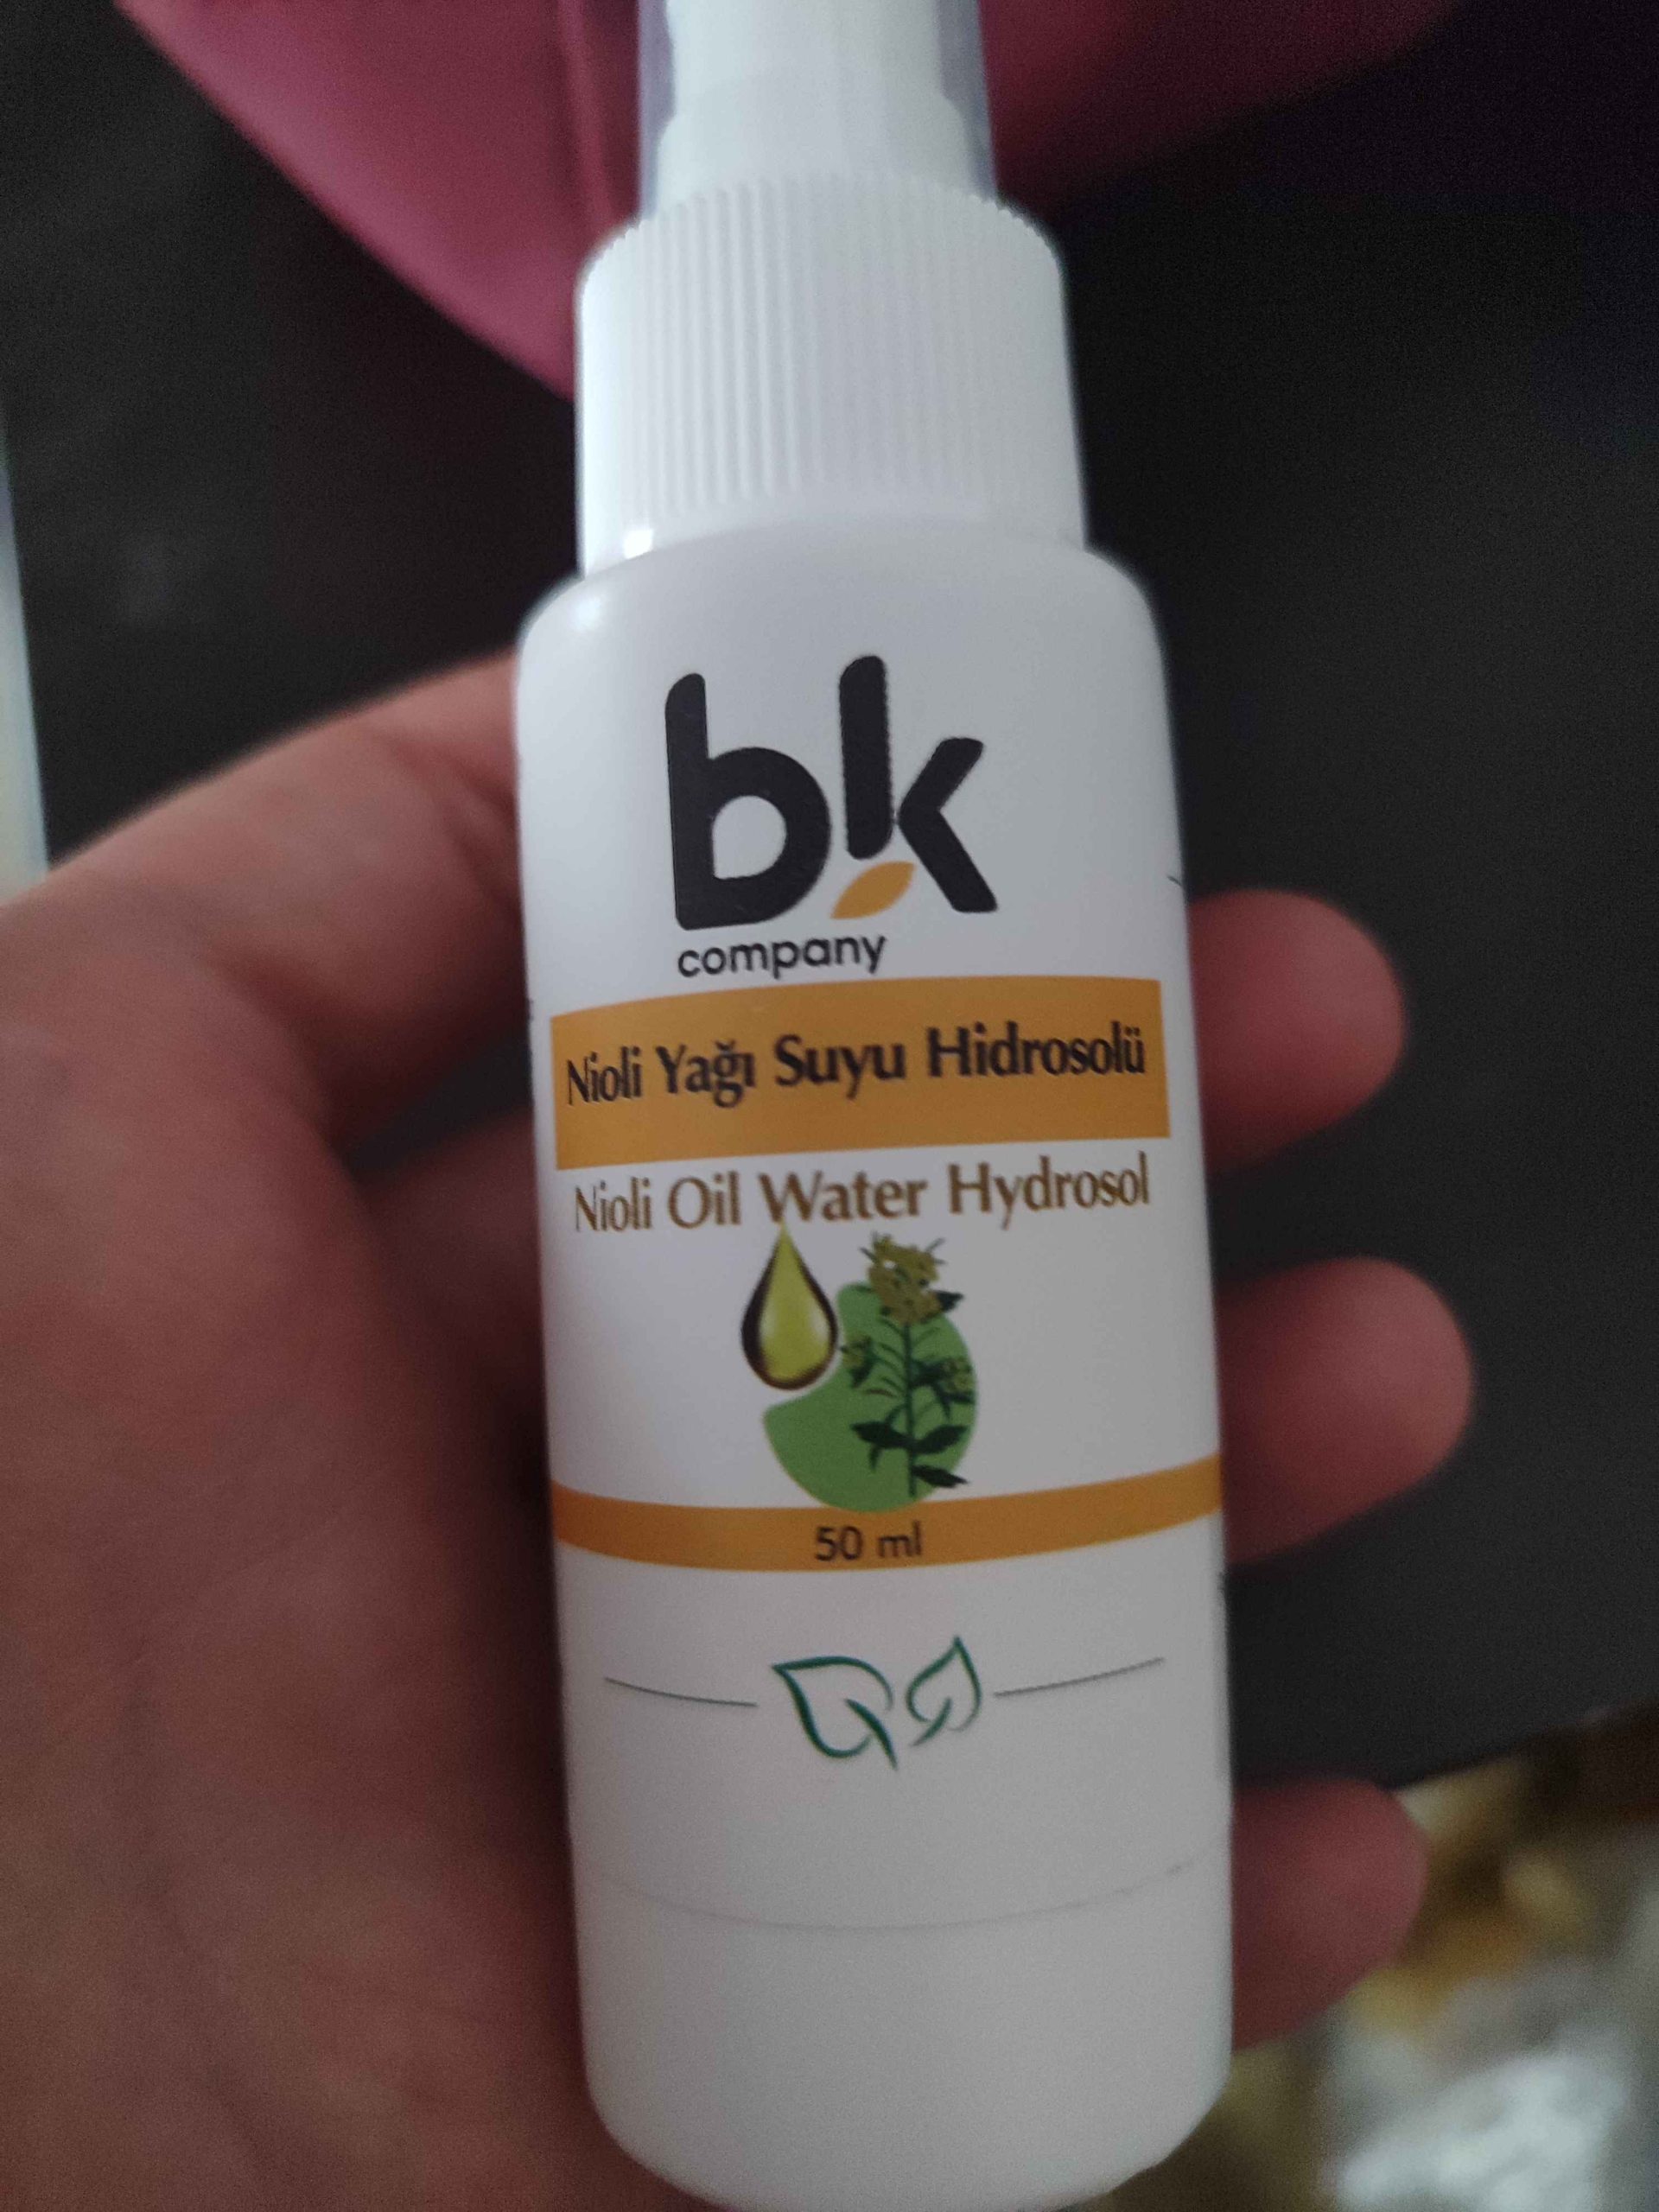 bk
company
Nioli Yağı Suyu Hidrosolü
Nioli Oil Water Hydrosol
50 ml